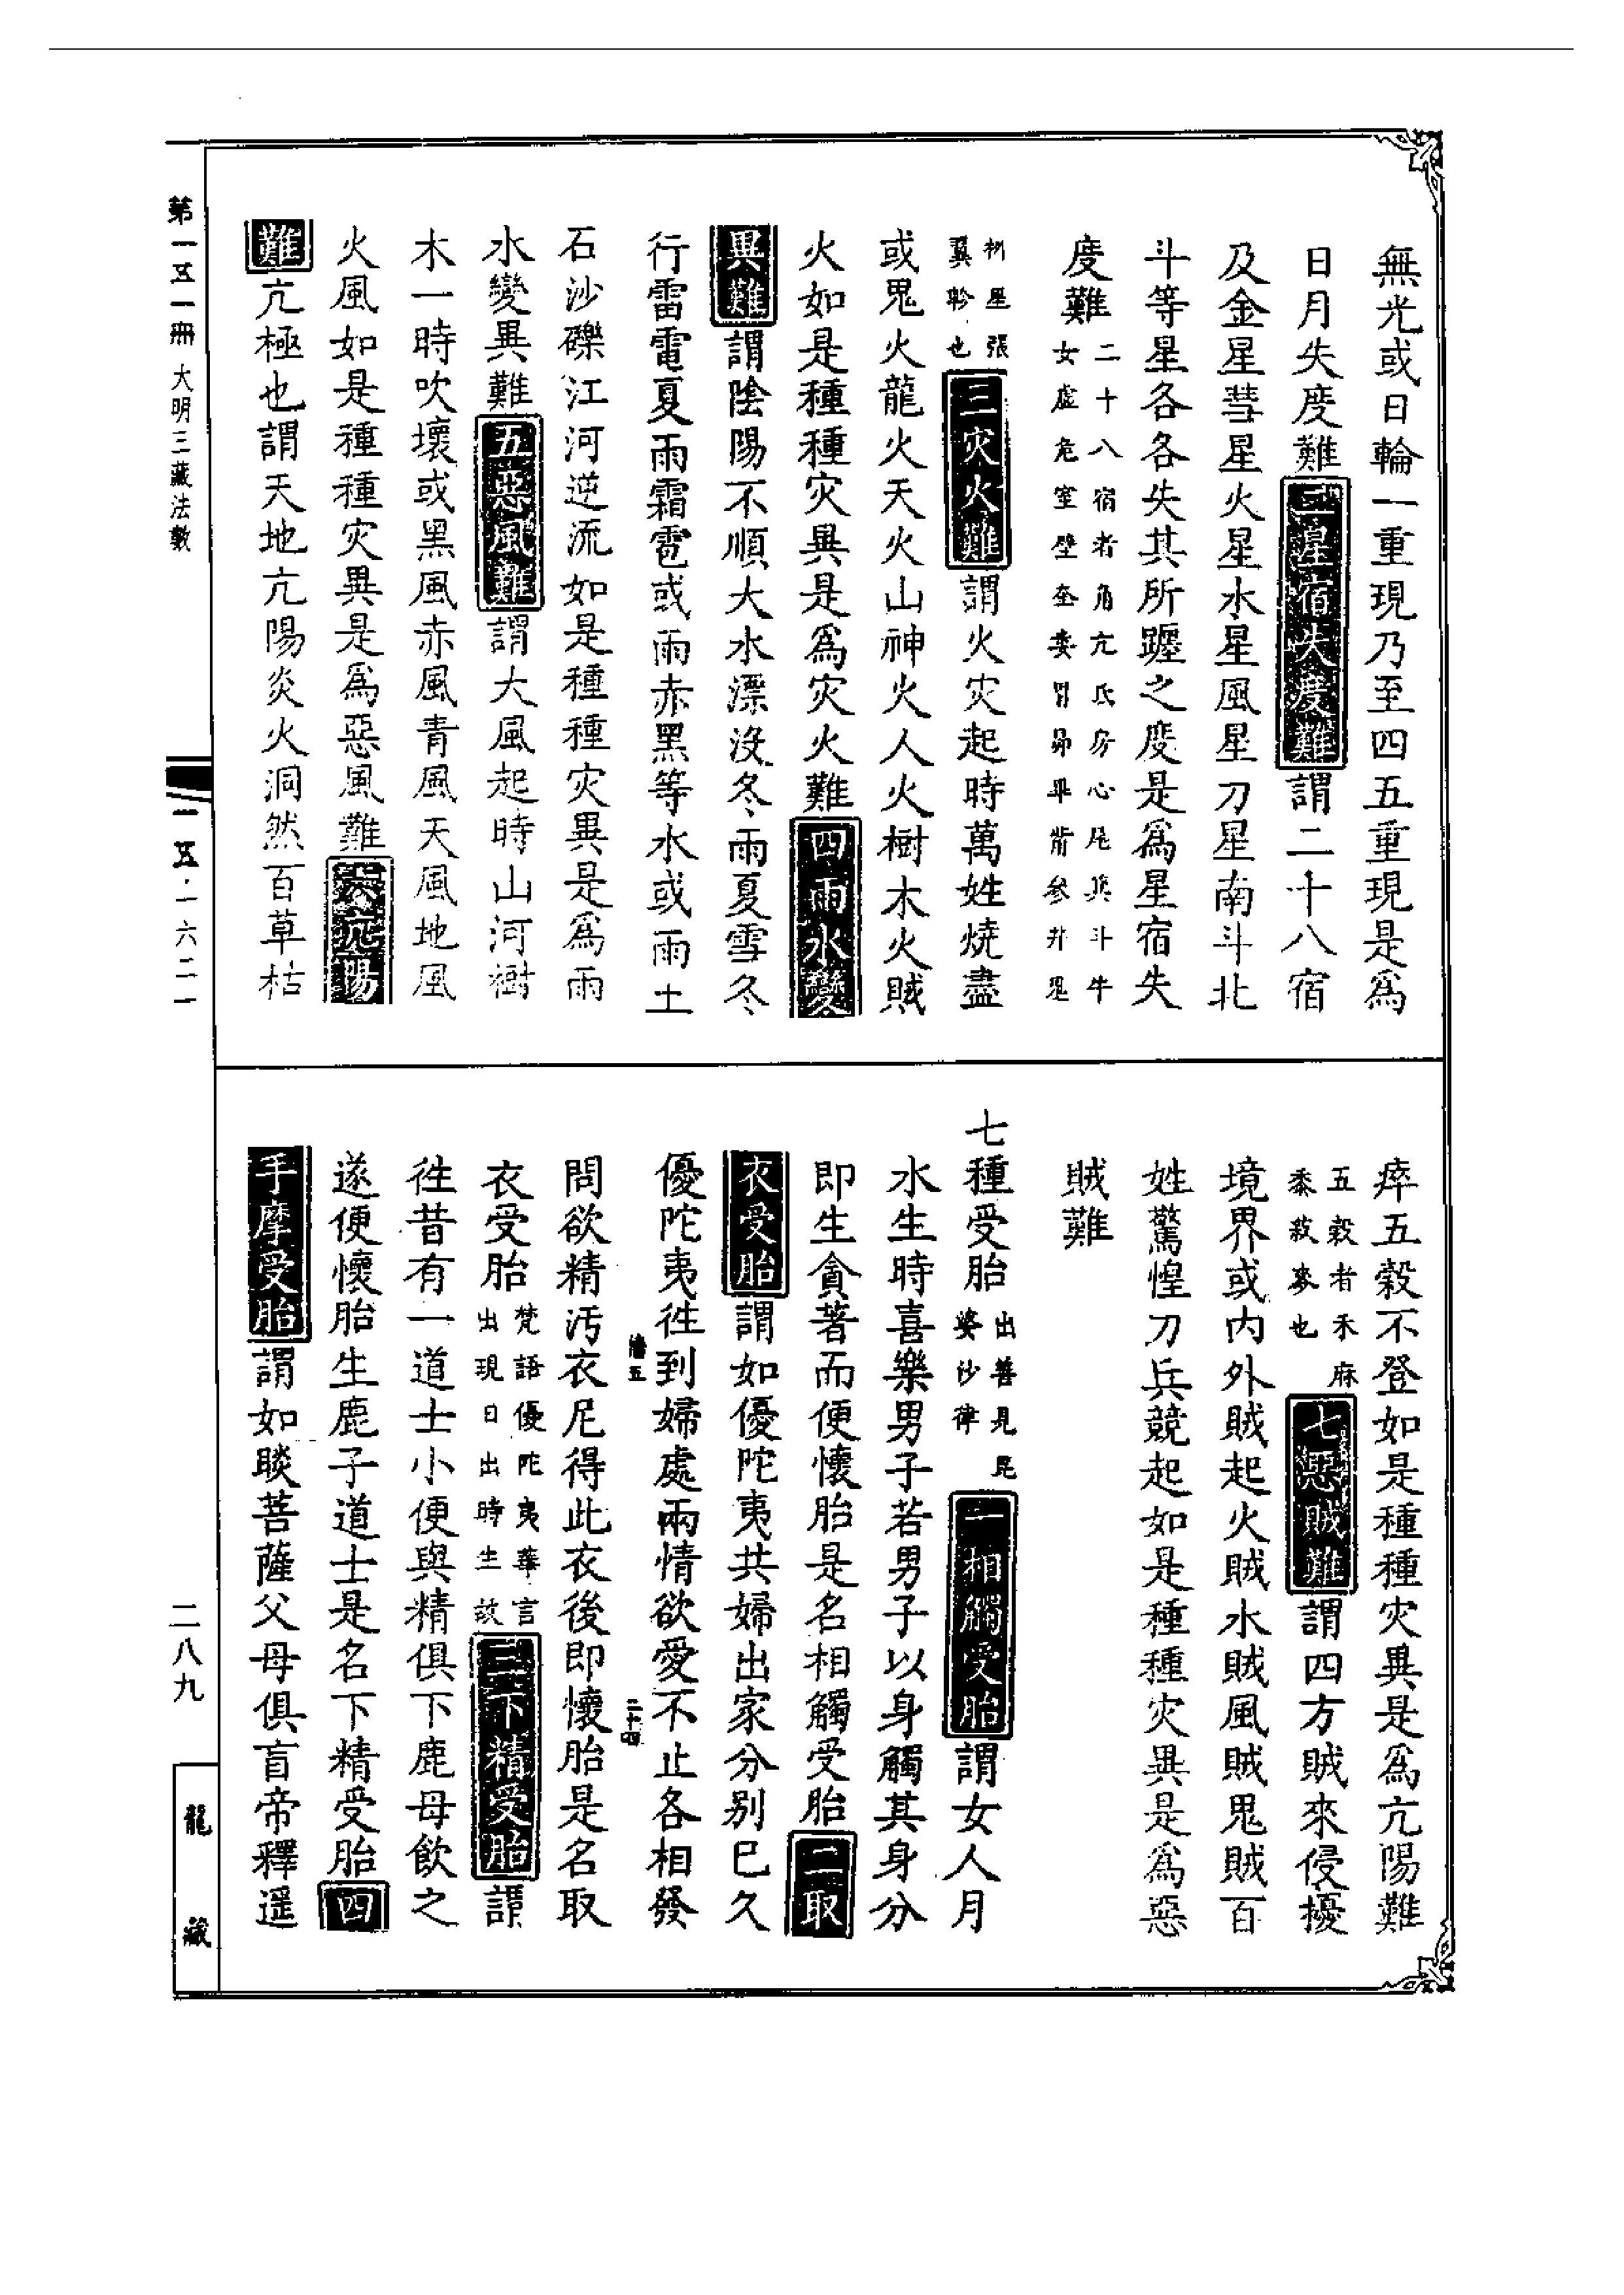 無光或日輪一重現乃至四五重現是爲
日月失度難二星宿失度難謂二十八宿
及金星彗星火星水星風星刀星南斗北
斗等星各各失其所躔之度是爲星宿失
度難二十八宿者角亢氐房心尾箕斗牛
女虛危室壁奎婁胃昴畢觜參井鬼
柳星張
翼軫也三灾火難謂火灾起時萬姓燒盡
或鬼火龍火天火山神火人火樹木火賊
火如是種種灾異是爲灾火難四雨水變
異難謂陰陽不順大水漂沒冬雨夏雪冬
行雷電夏雨霜雹或雨赤黑等水或雨土
石沙礫江河逆流如是種種灾異是爲雨
水變異難五惡風難謂大風起時山河樹
木一時吹壞或黑風赤風青風天風地風
火風如是種種灾異是爲惡風難六亢陽
難亢極也謂天地亢陽炎火洞然百草枯
瘁五穀不登如是種種灾異是爲亢陽難
五穀者禾麻
黍菽麥也七惡賊難謂四方賊來侵擾
境界或內外賊起火賊水賊風賊鬼賊百
姓驚惶刀兵競起如是種種灾異是爲惡
賊難
七種受胎出善見毘
婆沙律一相觸受胎謂女人月
水生時喜樂男子若男子以身觸其身分
即生貪著而便懷胎是名相觸受胎二取
衣受胎謂如優陀夷共婦出家分別已久
優陀夷往到婦處兩情欲愛不止各相發
問欲精汚衣尼得此衣後即懷胎是名取
衣受胎梵語優陀夷華言
出現日出時生故三下精受胎謂
往昔有一道士小便與精俱下鹿母飲之
遂便懷胎生鹿子道士是名下精受胎四
手摩受胎謂如睒菩薩父母俱盲帝釋遥
第一五一冊 大明三藏法數
一五·一六二一
二八九
龍藏
二十四